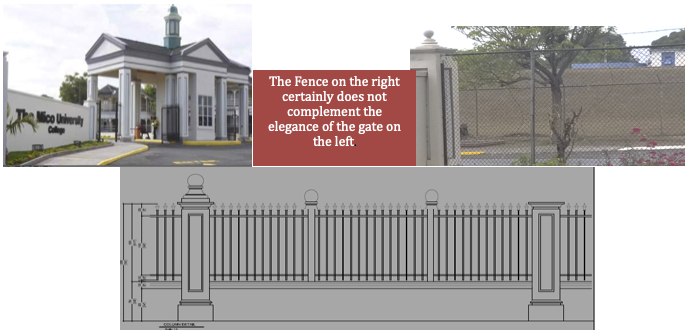 The Mico University
College
The Fence on the right
certainly does not
complement the
elegance of the gate on
the left.